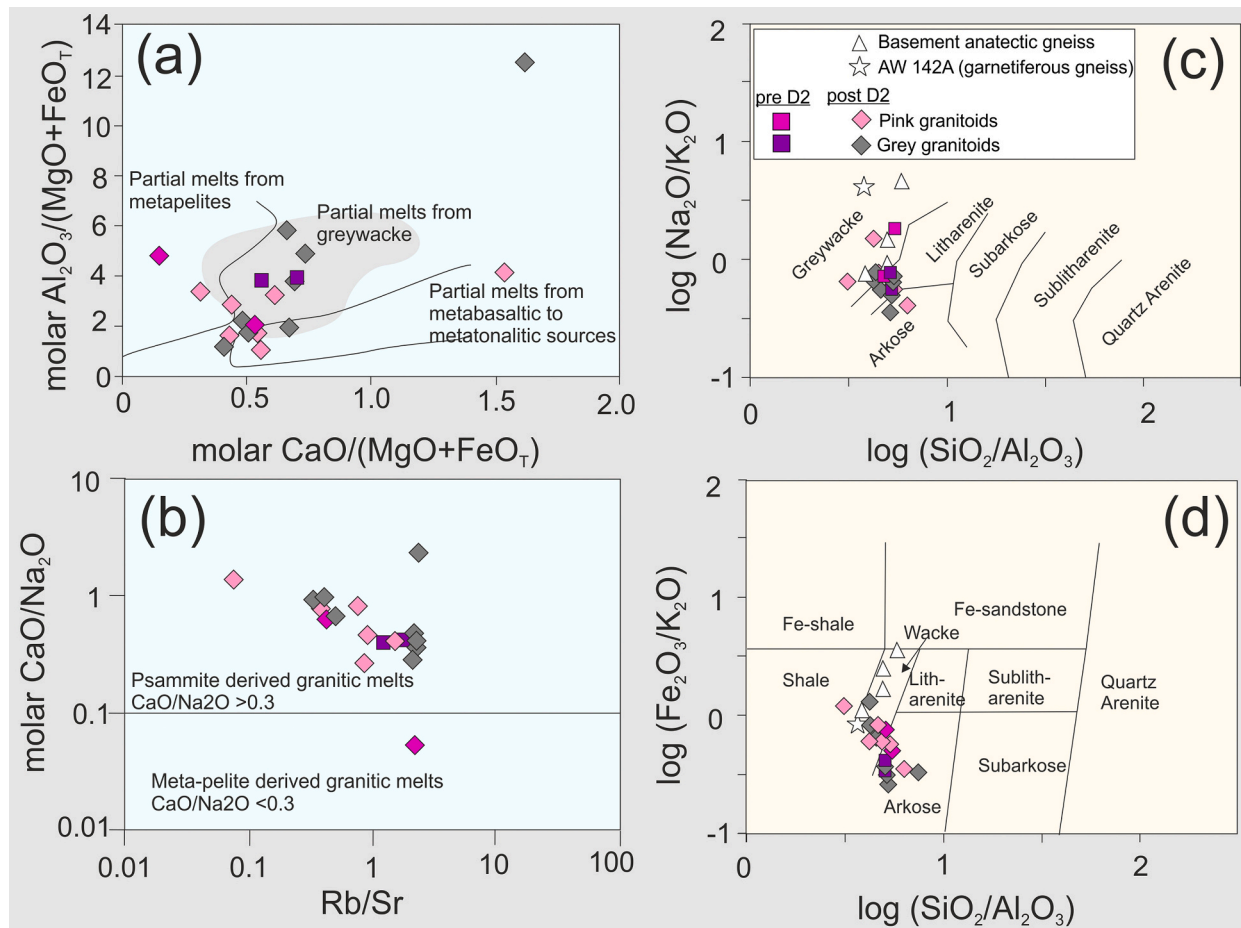 (a)
14
12
10
8
6
4
2
0
molar Al₂O₃/(MgO+FeO_T)
Partial melts from
metapelites
Partial melts from
greywacke
Partial melts from
metabasaltic to
metatonalitic sources
0
0.5
1.0
1.5
2.0
molar CaO/(MgO+FeO_T)
(b)
10
1
0.1
0.01
molar CaO/Na₂O
Psammite derived granitic melts
CaO/Na2O >0.3
Meta-pelite derived granitic melts
CaO/Na2O <0.3
0.01
0.1
1
10
100
Rb/Sr
(c)
2
1
0
-1
log (Na₂O/K₂O)
Basement anatectic gneiss
AW 142A (garnetiferous gneiss)
pre D2
post D2
Pink granitoids
Grey granitoids
Greywacke
Litharenite
Subarkose
Sublitharenite
Quartz Arenite
Arkose
0
1
2
log (SiO₂/Al₂O₃)
(d)
2
1
0
-1
log (Fe₂O₃/K₂O)
Fe-shale
Wacke
Fe-sandstone
Shale
Lith-
arenite
Sublith-
arenite
Quartz
Arenite
Subarkose
Arkose
0
1
2
log (SiO₂/Al₂O₃)